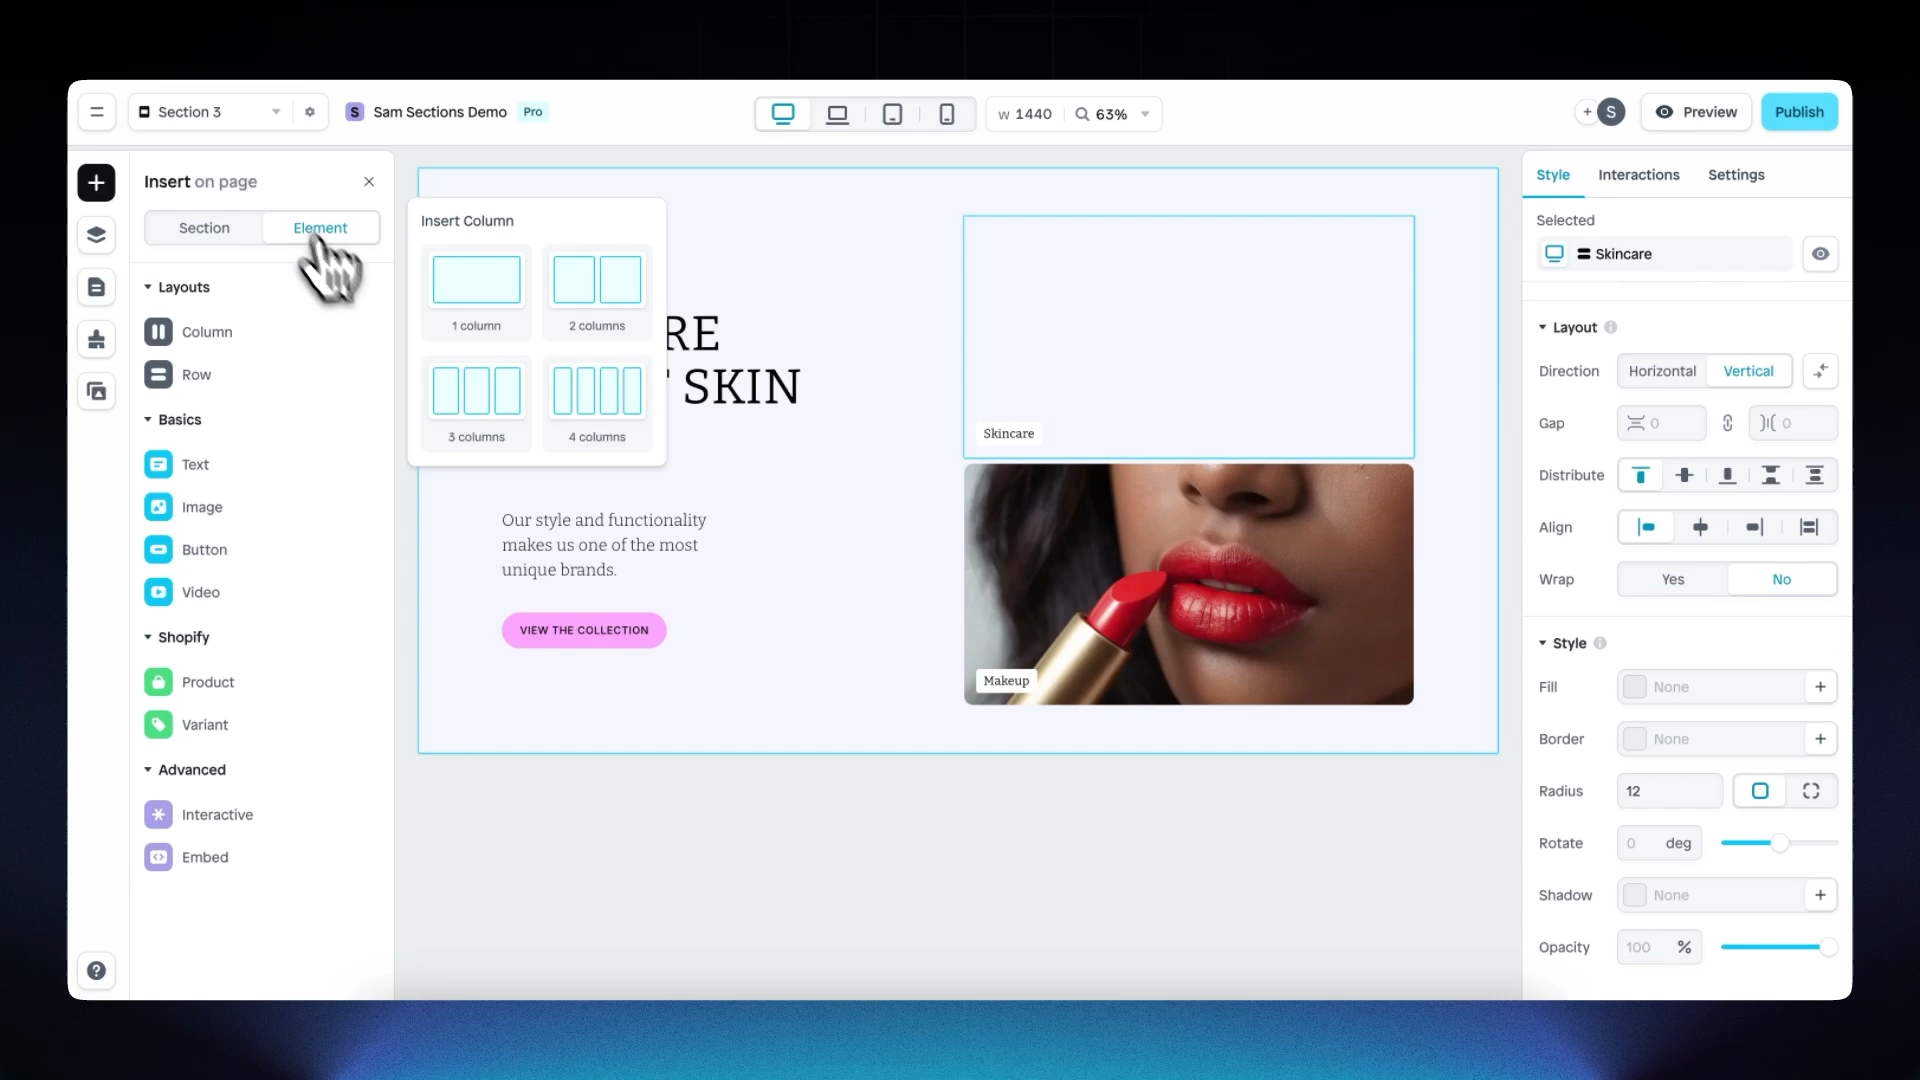 Section 3
S
Sam Sections Demo
Pro
W 1440
63%
+
S
Preview
Publish
Insert on page
Section
Element
Layouts
Column
Row
Basics
Text
Image
Button
Video
Shopify
Product
Variant
Advanced
Interactive
Embed
?
Insert Column
1 column
2 columns
3 columns
4 columns
RE
SKIN
Our style and functionality
makes us one of the most
unique brands.
VIEW THE COLLECTION
Skincare
Makeup
Style
Interactions
Settings
Selected
Skincare
Layout
Direction
Horizontal
Vertical
Gap
0
0
Distribute
Align
Wrap
Yes
No
Style
Fill
None
Border
None
Radius
12
Rotate
0 deg
Shadow
None
Opacity
100 %